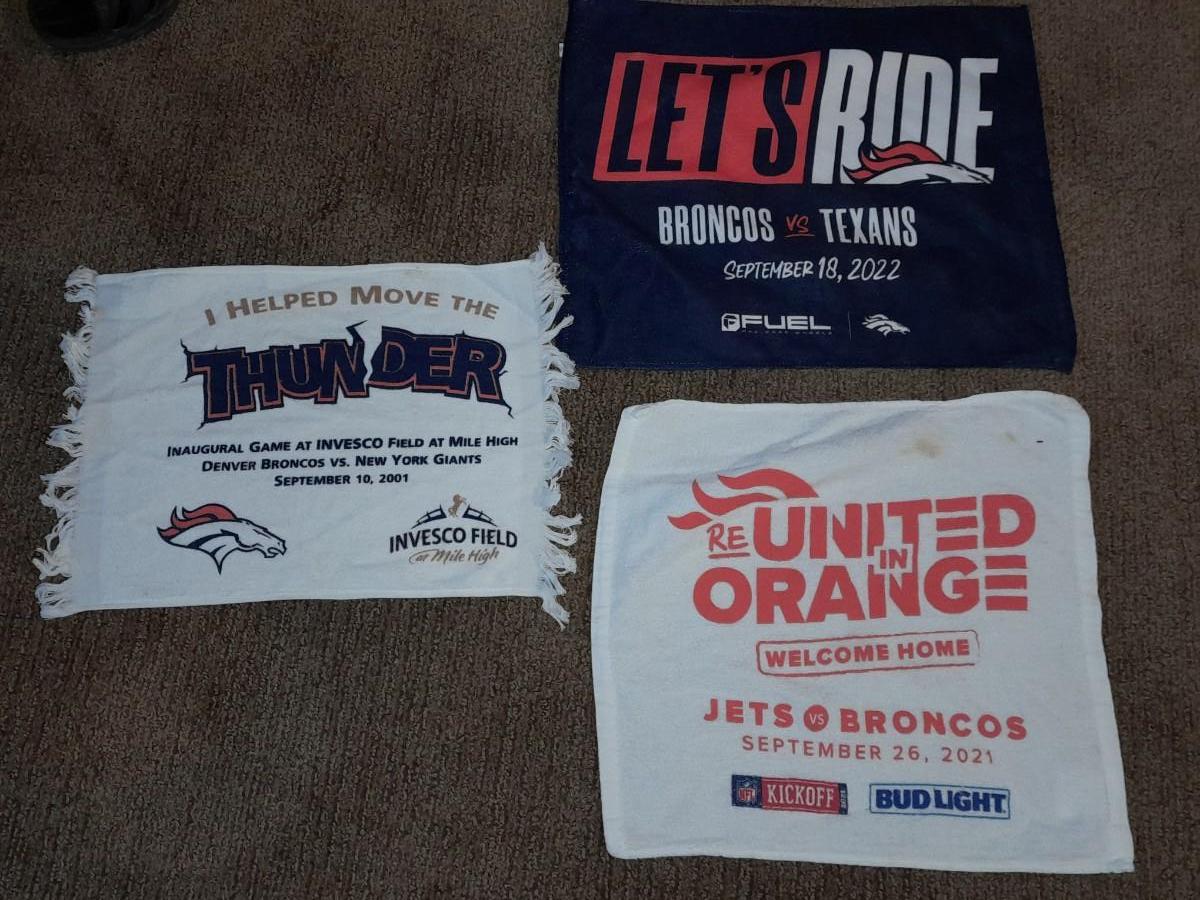 LET'S RIDE
BRONCOS VS TEXANS
SEPTEMBER 18, 2022
FUEL
I HELPED MOVE THE
THUNDER
INAUGURAL GAME AT INVESCO FIELD AT MILE HIGH
DENVER BRONCOS VS. NEW YORK GIANTS
SEPTEMBER 10, 2001
INVESCO FIELD
at Mile High
RE UNITED
IN
ORANGE
WELCOME HOME
JETS VS BRONCOS
SEPTEMBER 26, 2021
NFL KICKOFF
BUD LIGHT